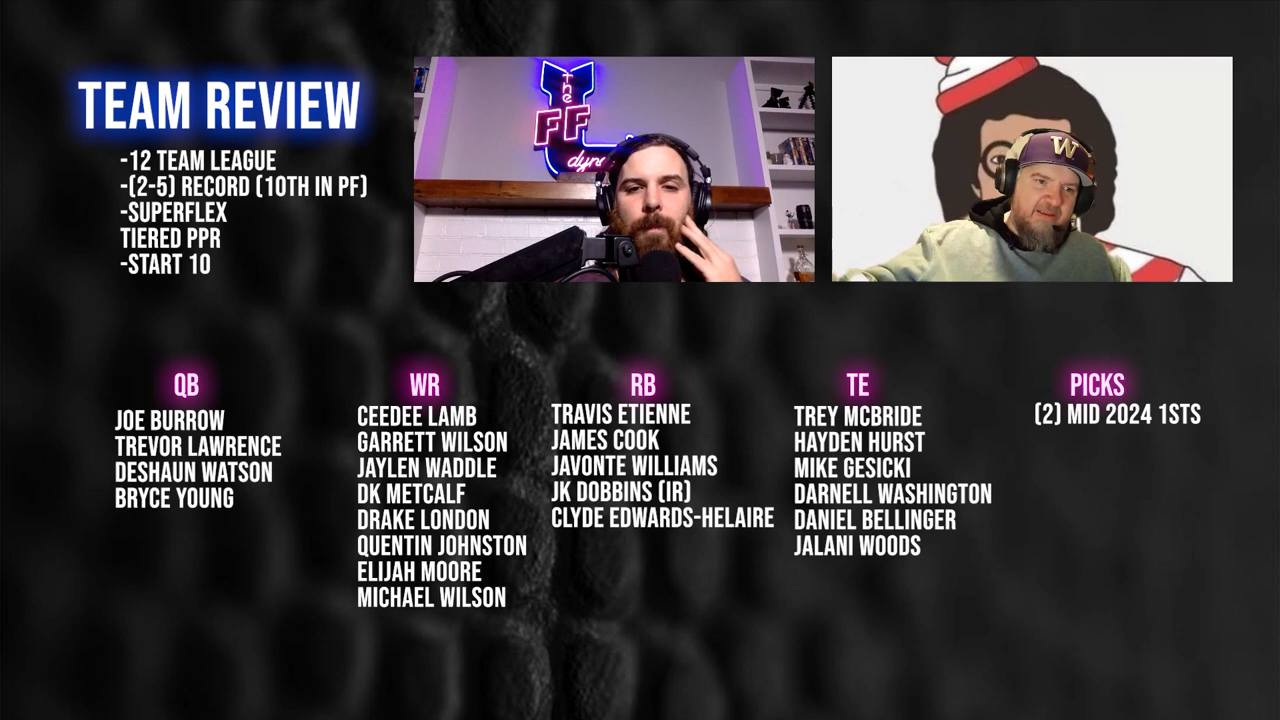 TEAM REVIEW
-12 TEAM LEAGUE
-(2-5) RECORD (10TH IN PF)
-SUPERFLEX
TIERED PPR
-START 10
The
FF
W
QB
JOE BURROW
TREVOR LAWRENCE
DESHAUN WATSON
BRYCE YOUNG
WR
CEEDEE LAMB
GARRETT WILSON
JAYLEN WADDLE
DK METCALF
DRAKE LONDON
QUENTIN JOHNSTON
ELIJAH MOORE
MICHAEL WILSON
RB
TRAVIS ETIENNE
JAMES COOK
JAVONTE WILLIAMS
JK DOBBINS (IR)
CLYDE EDWARDS-HELAIRE
TE
TREY MCBRIDE
HAYDEN HURST
MIKE GESICKI
DARNELL WASHINGTON
DANIEL BELLINGER
JALANI WOODS
PICKS
(2) MID 2024 1STS